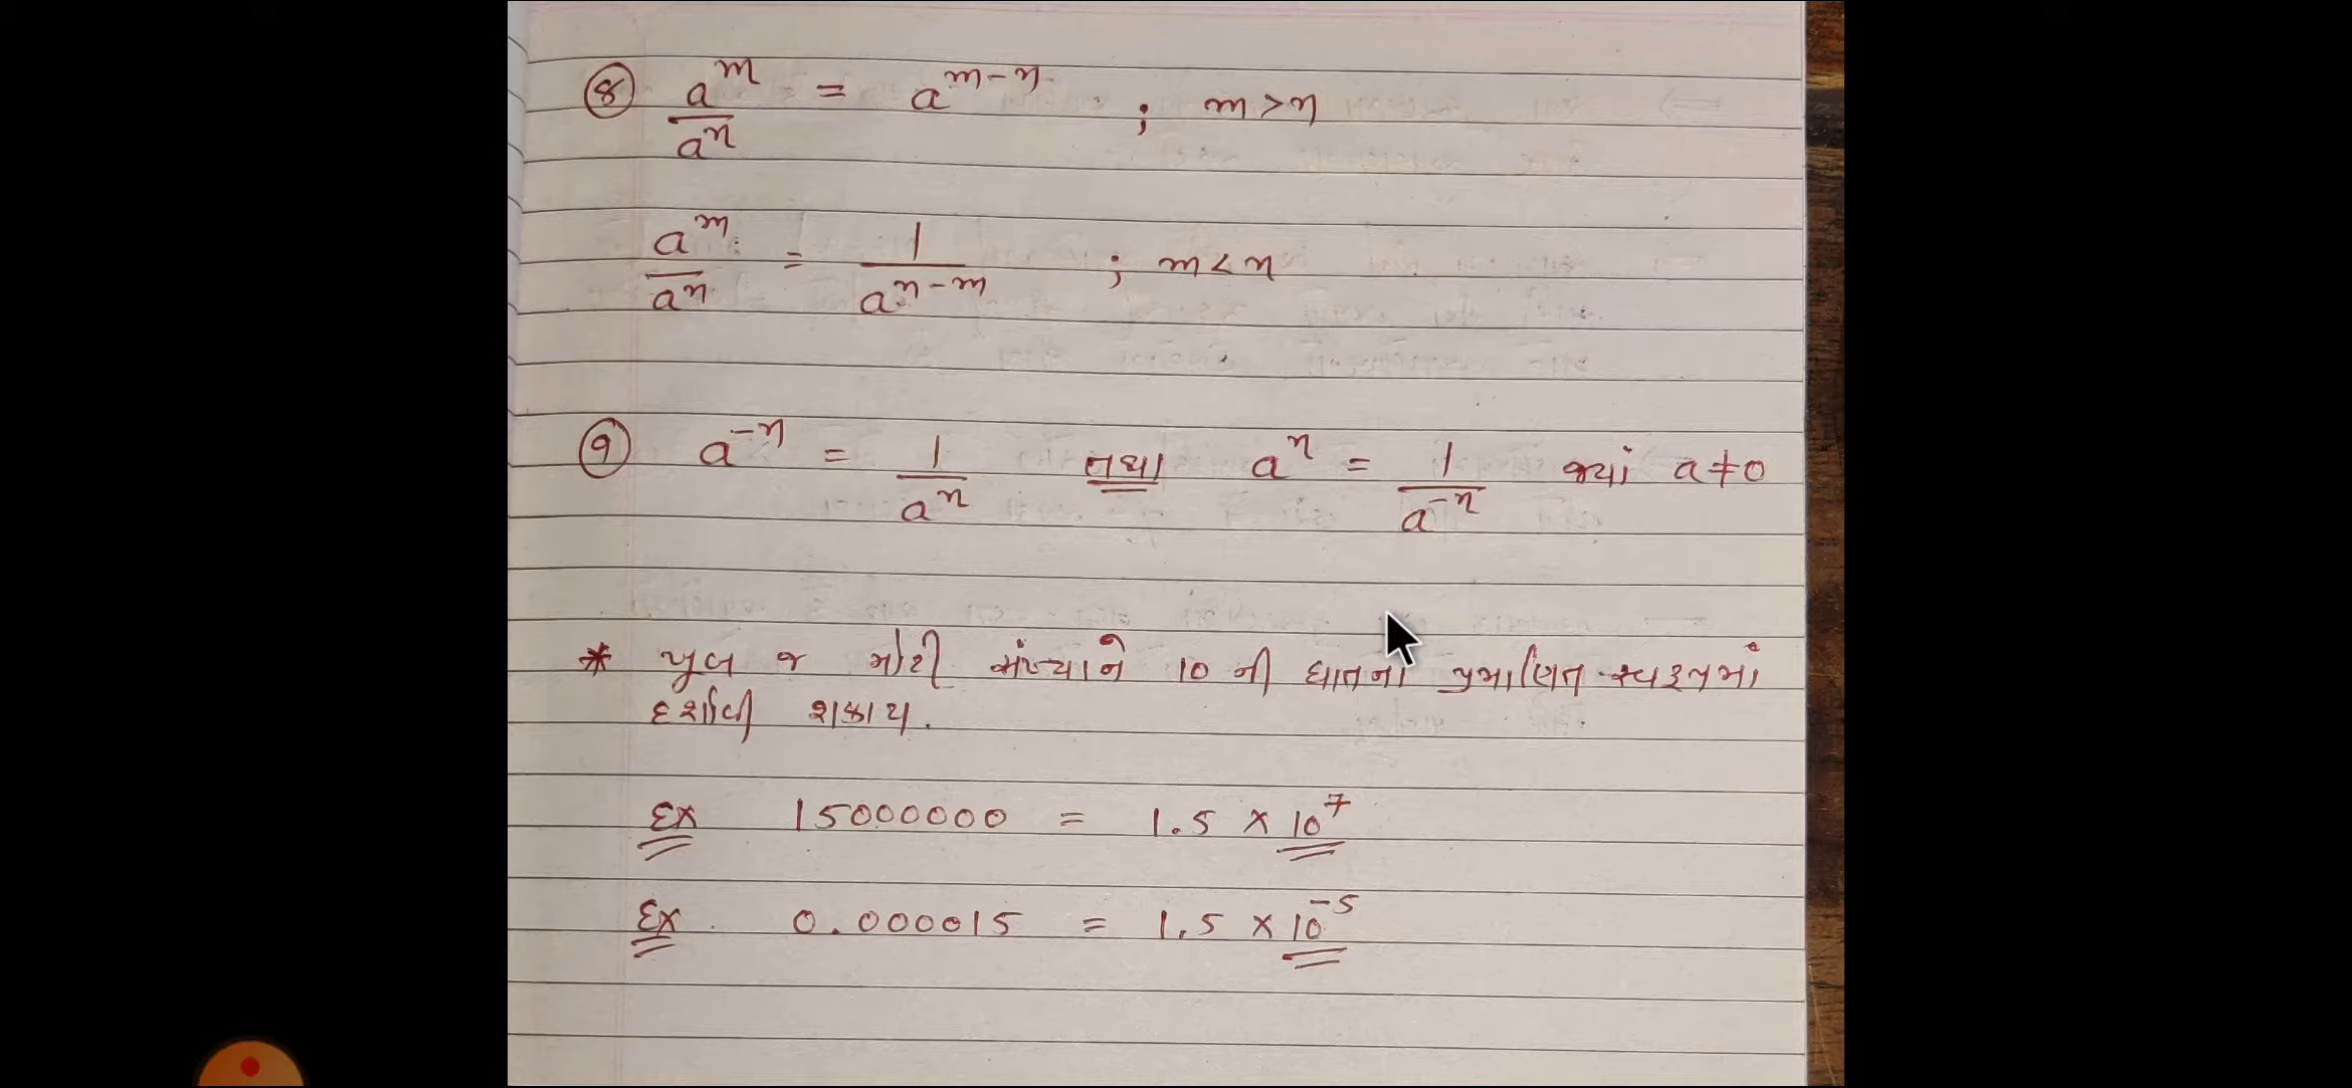 ⑧ a^m / a^n = a^(m-n) ; m > n
a^m / a^n = 1 / a^(n-m) ; m < n
⑨ a^-n = 1 / a^n તથા a^n = 1 / a^-n જ્યાં a ≠ 0
* ખુબ જ મોટી સંખ્યાને 10 ની ઘાતના પ્રમાણિત સ્વરૂપમાં
દર્શાવી શકાય.
Ex 15000000 = 1.5 × 10^7
Ex. 0.000015 = 1.5 × 10^-5